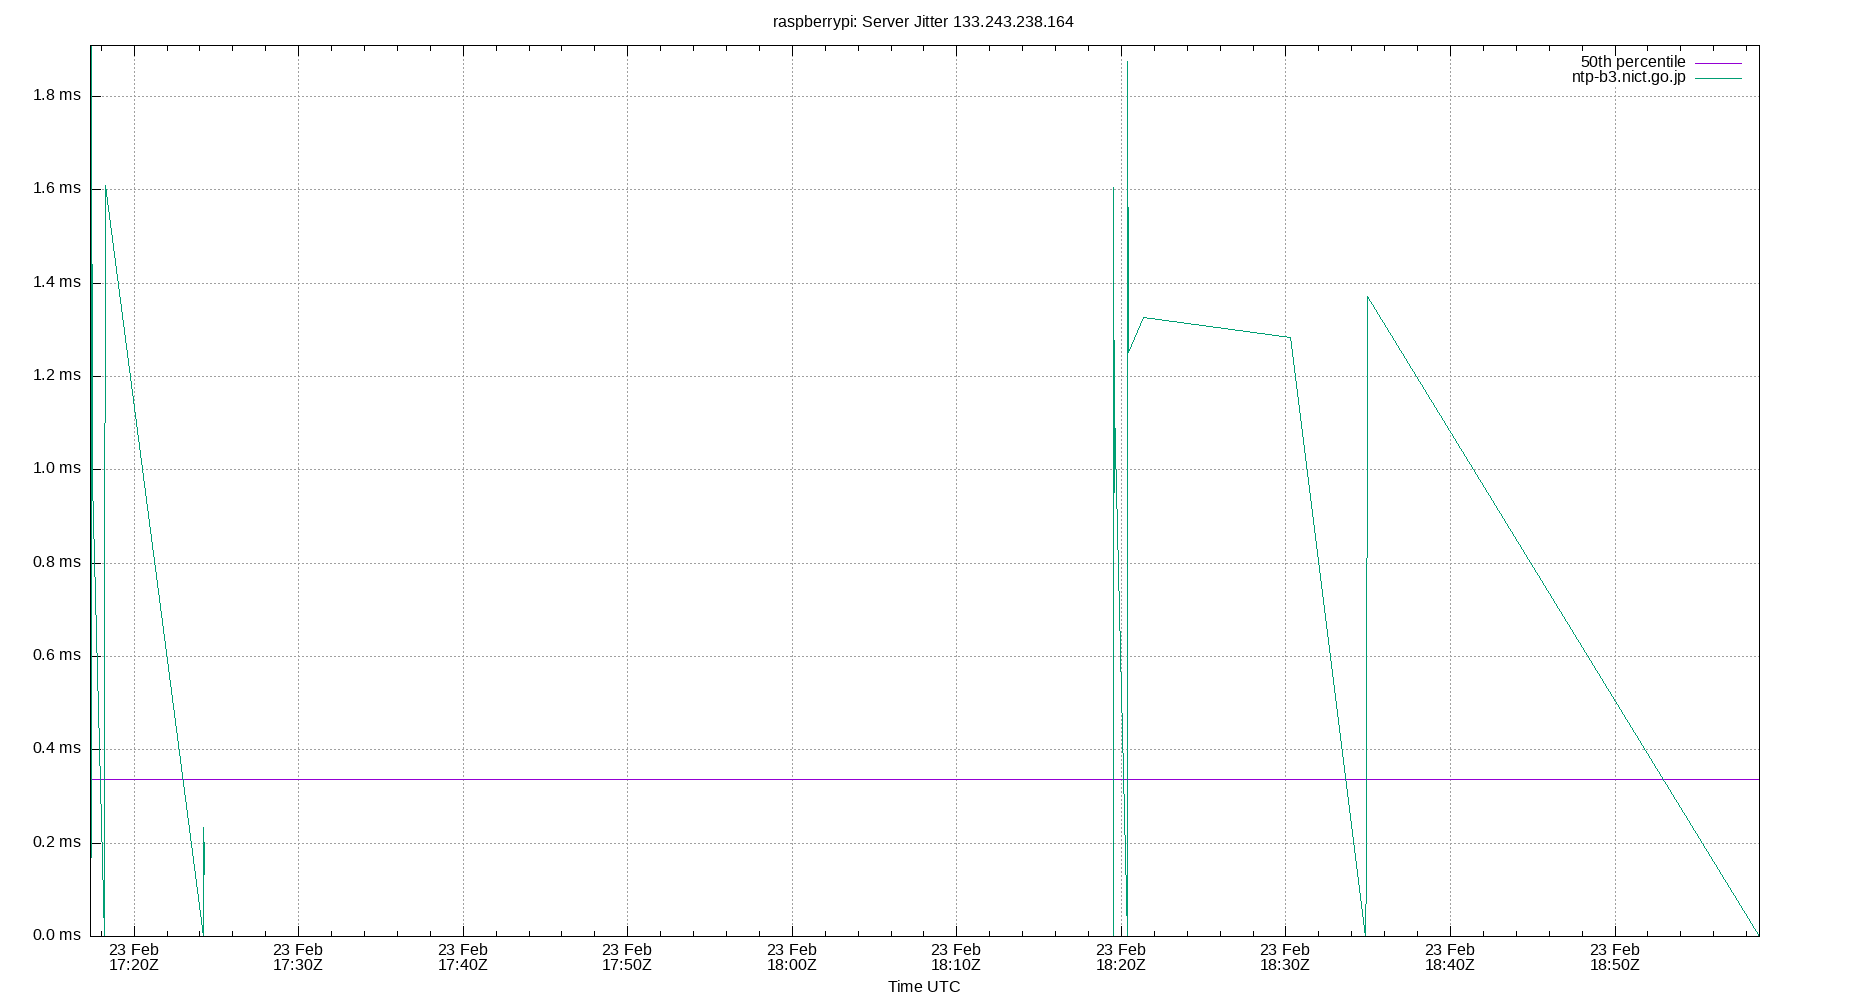 raspberrypi: Server Jitter 133.243.238.164
50th percentile
ntp-b3.nict.go.jp
1.8 ms
1.6 ms
1.4 ms
1.2 ms
1.0 ms
0.8 ms
0.6 ms
0.4 ms
0.2 ms
0.0 ms
23 Feb 23 Feb 23 Feb 23 Feb 23 Feb 23 Feb 23 Feb 23 Feb 23 Feb 23 Feb
17:20Z 17:30Z 17:40Z 17:50Z 18:00Z 18:10Z 18:20Z 18:30Z 18:40Z 18:50Z
Time UTC